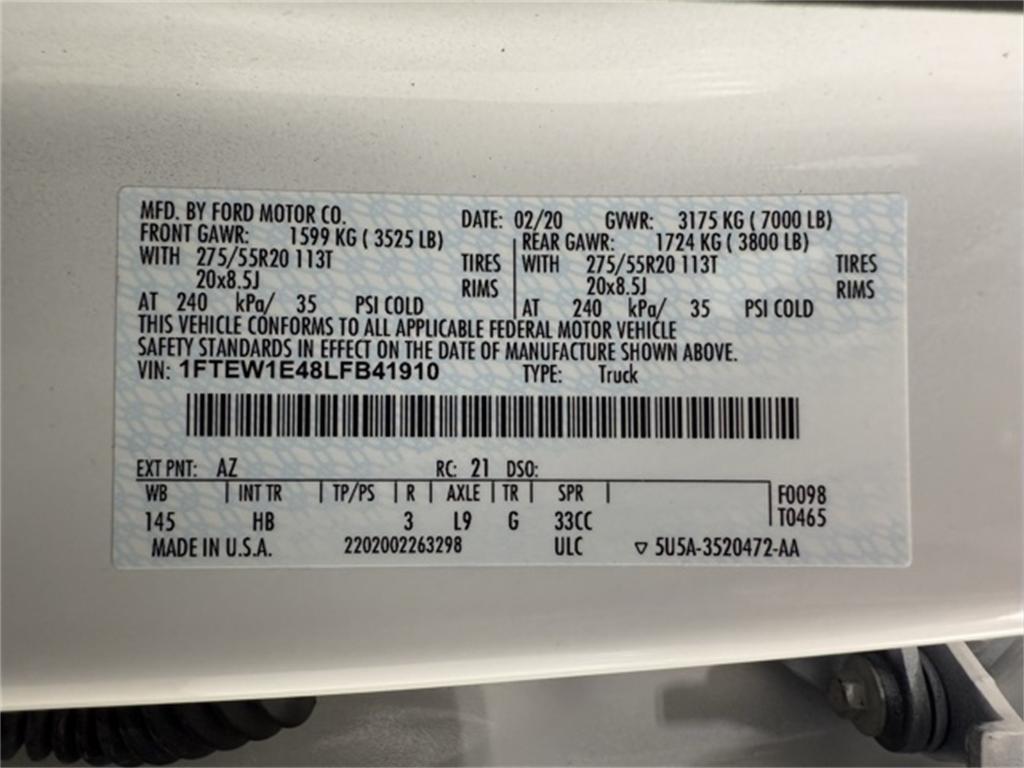 MFD. BY FORD MOTOR CO. DATE: 02/20 GVWR: 3175 KG ( 7000 LB)
FRONT GAWR: 1599 KG ( 3525 LB) REAR GAWR: 1724 KG ( 3800 LB)
WITH 275/55R20 113T TIRES WITH 275/55R20 113T TIRES
20x8.5J RIMS 20x8.5J RIMS
AT 240 kPa/ 35 PSI COLD AT 240 kPa/ 35 PSI COLD
THIS VEHICLE CONFORMS TO ALL APPLICABLE FEDERAL MOTOR VEHICLE
SAFETY STANDARDS IN EFFECT ON THE DATE OF MANUFACTURE SHOWN ABOVE.
VIN: 1FTEW1E48LFB41910 TYPE: Truck
EXT PNT: AZ RC: 21 DSO:
WB INT TR TP/PS R AXLE TR SPR F0098
145 HB 3 L9 G 33CC T0465
MADE IN U.S.A. 2202002263298 ULC ▽ 5U5A-3520472-AA